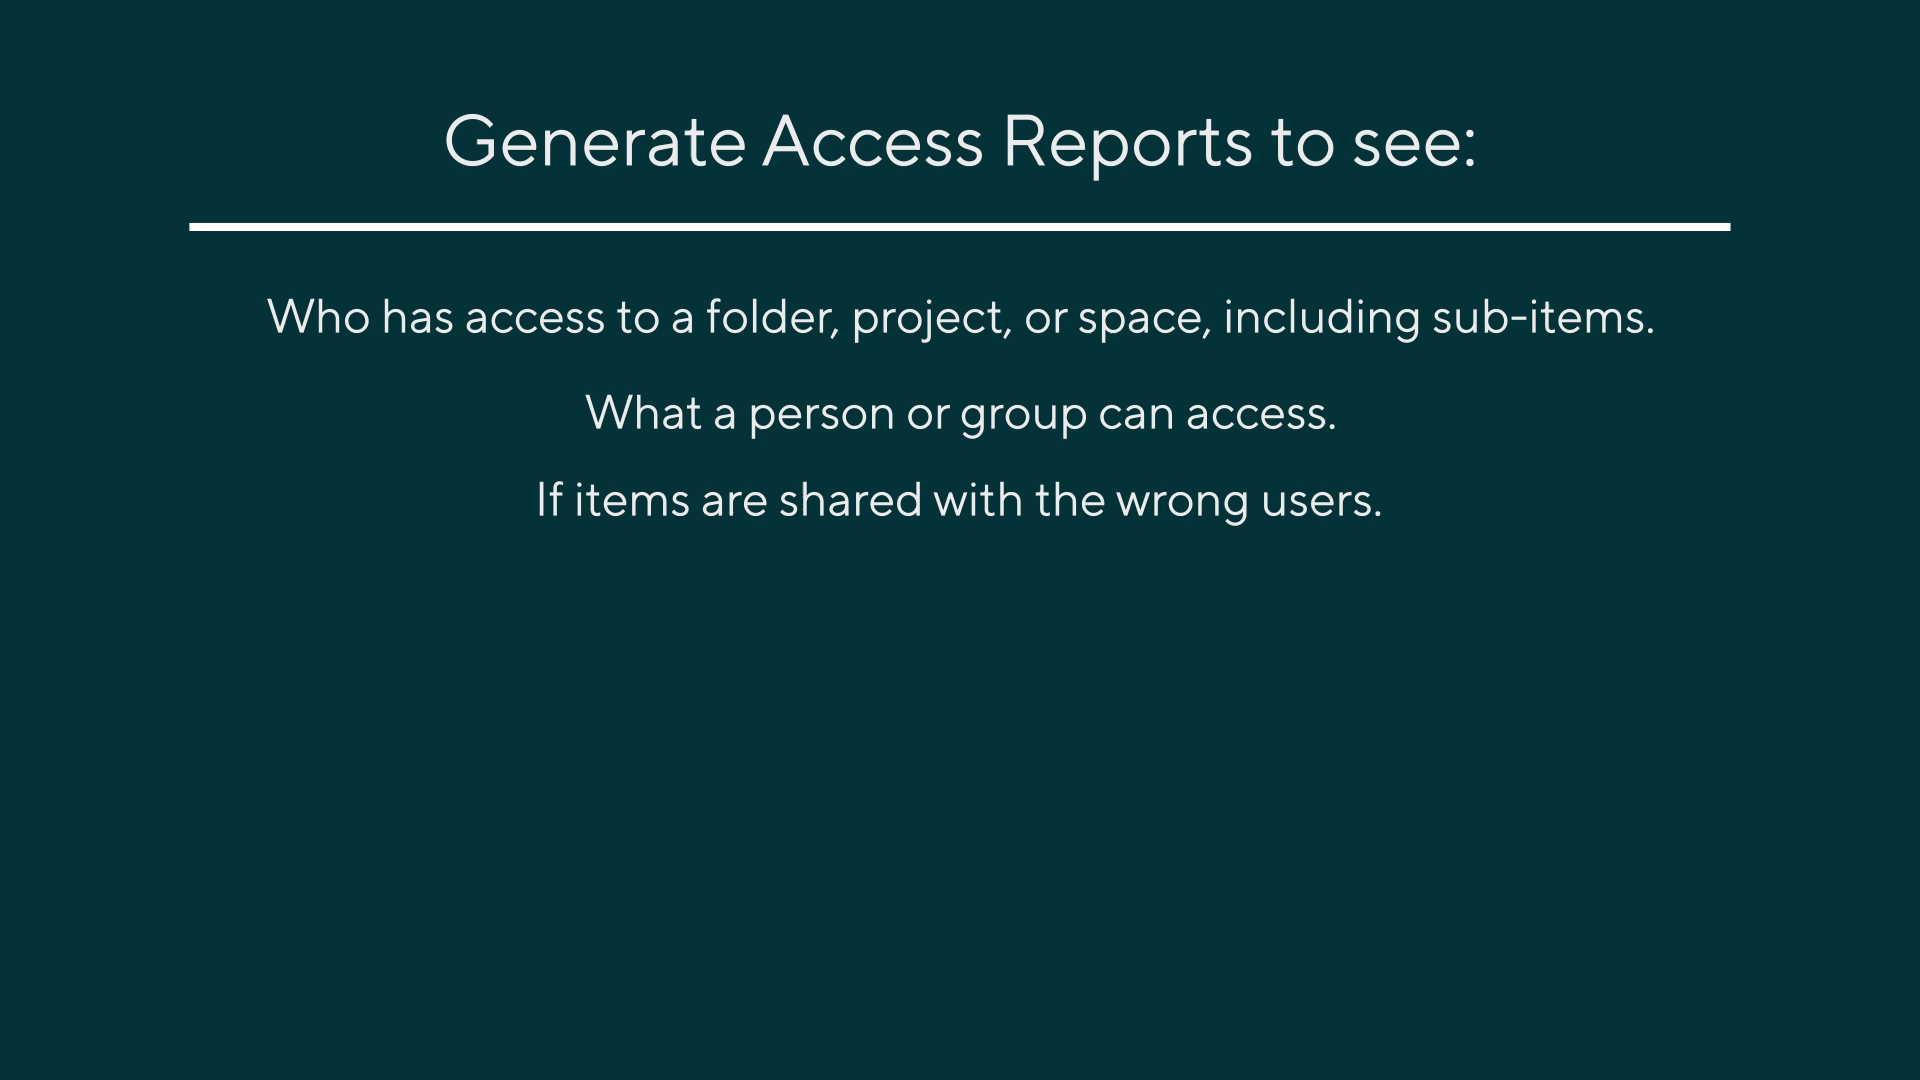 Generate Access Reports to see:
Who has access to a folder, project, or space, including sub-items.
What a person or group can access.
If items are shared with the wrong users.